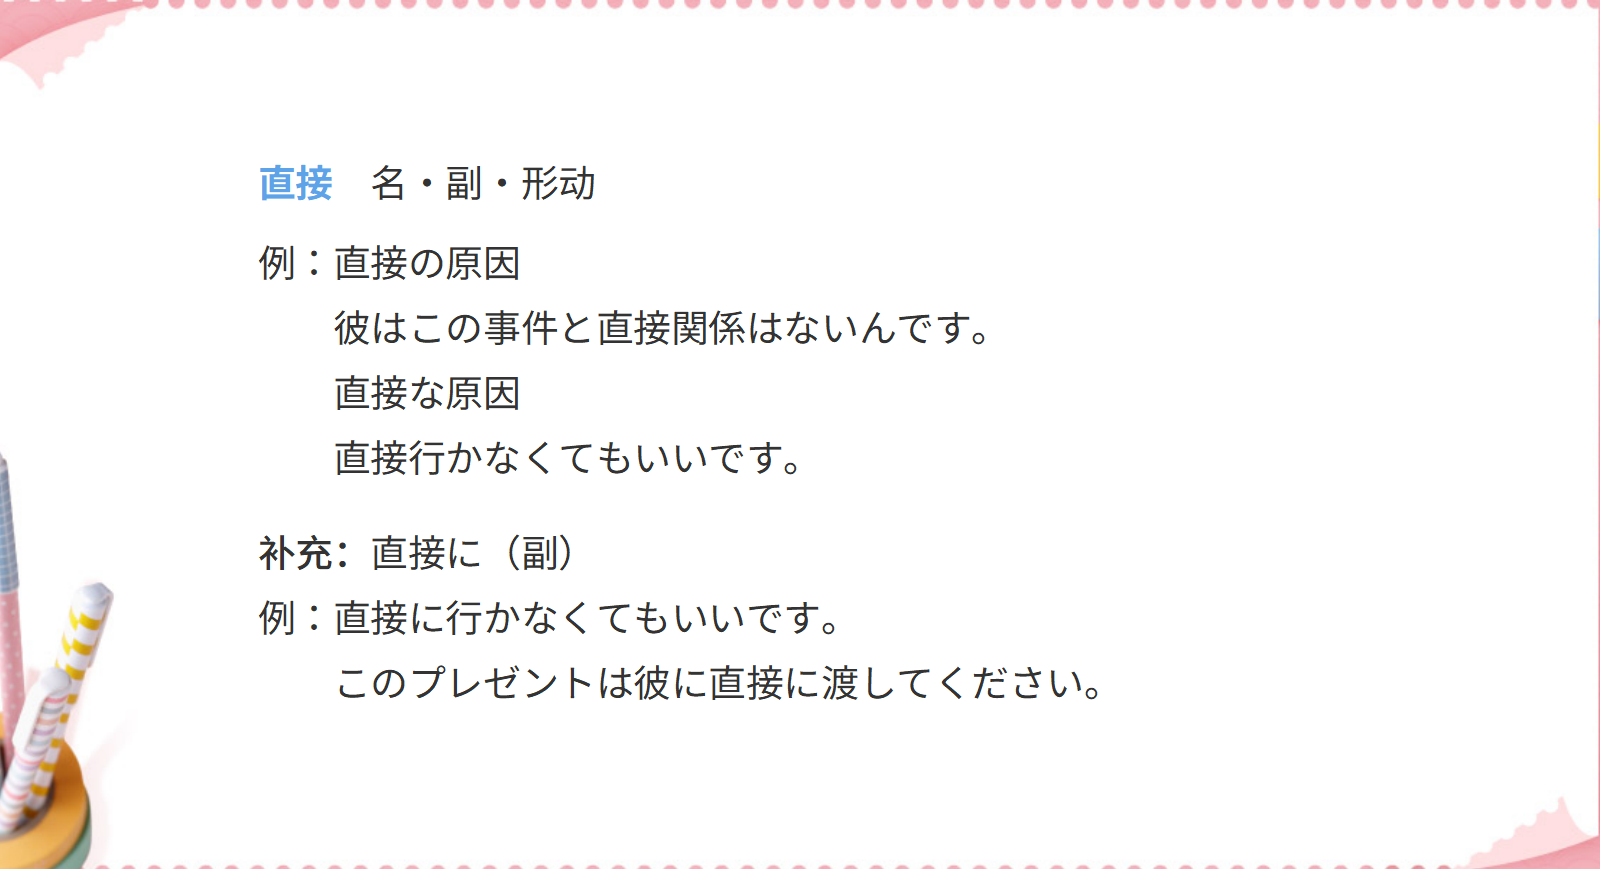 直接　名・副・形动
例：直接の原因
彼はこの事件と直接関係はないんです。
直接な原因
直接行かなくてもいいです。
补充：直接に（副）
例：直接に行かなくてもいいです。
このプレゼントは彼に直接に渡してください。